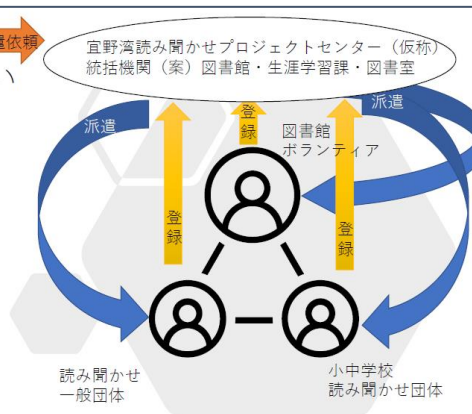 依頼
宜野湾読み聞かせプロジェクトセンター（仮称）
統括機関（案）図書館・生涯学習課・図書室
派遣
派遣
登録
図書館
ボランティア
登録
登録
読み聞かせ
一般団体
小中学校
読み聞かせ団体